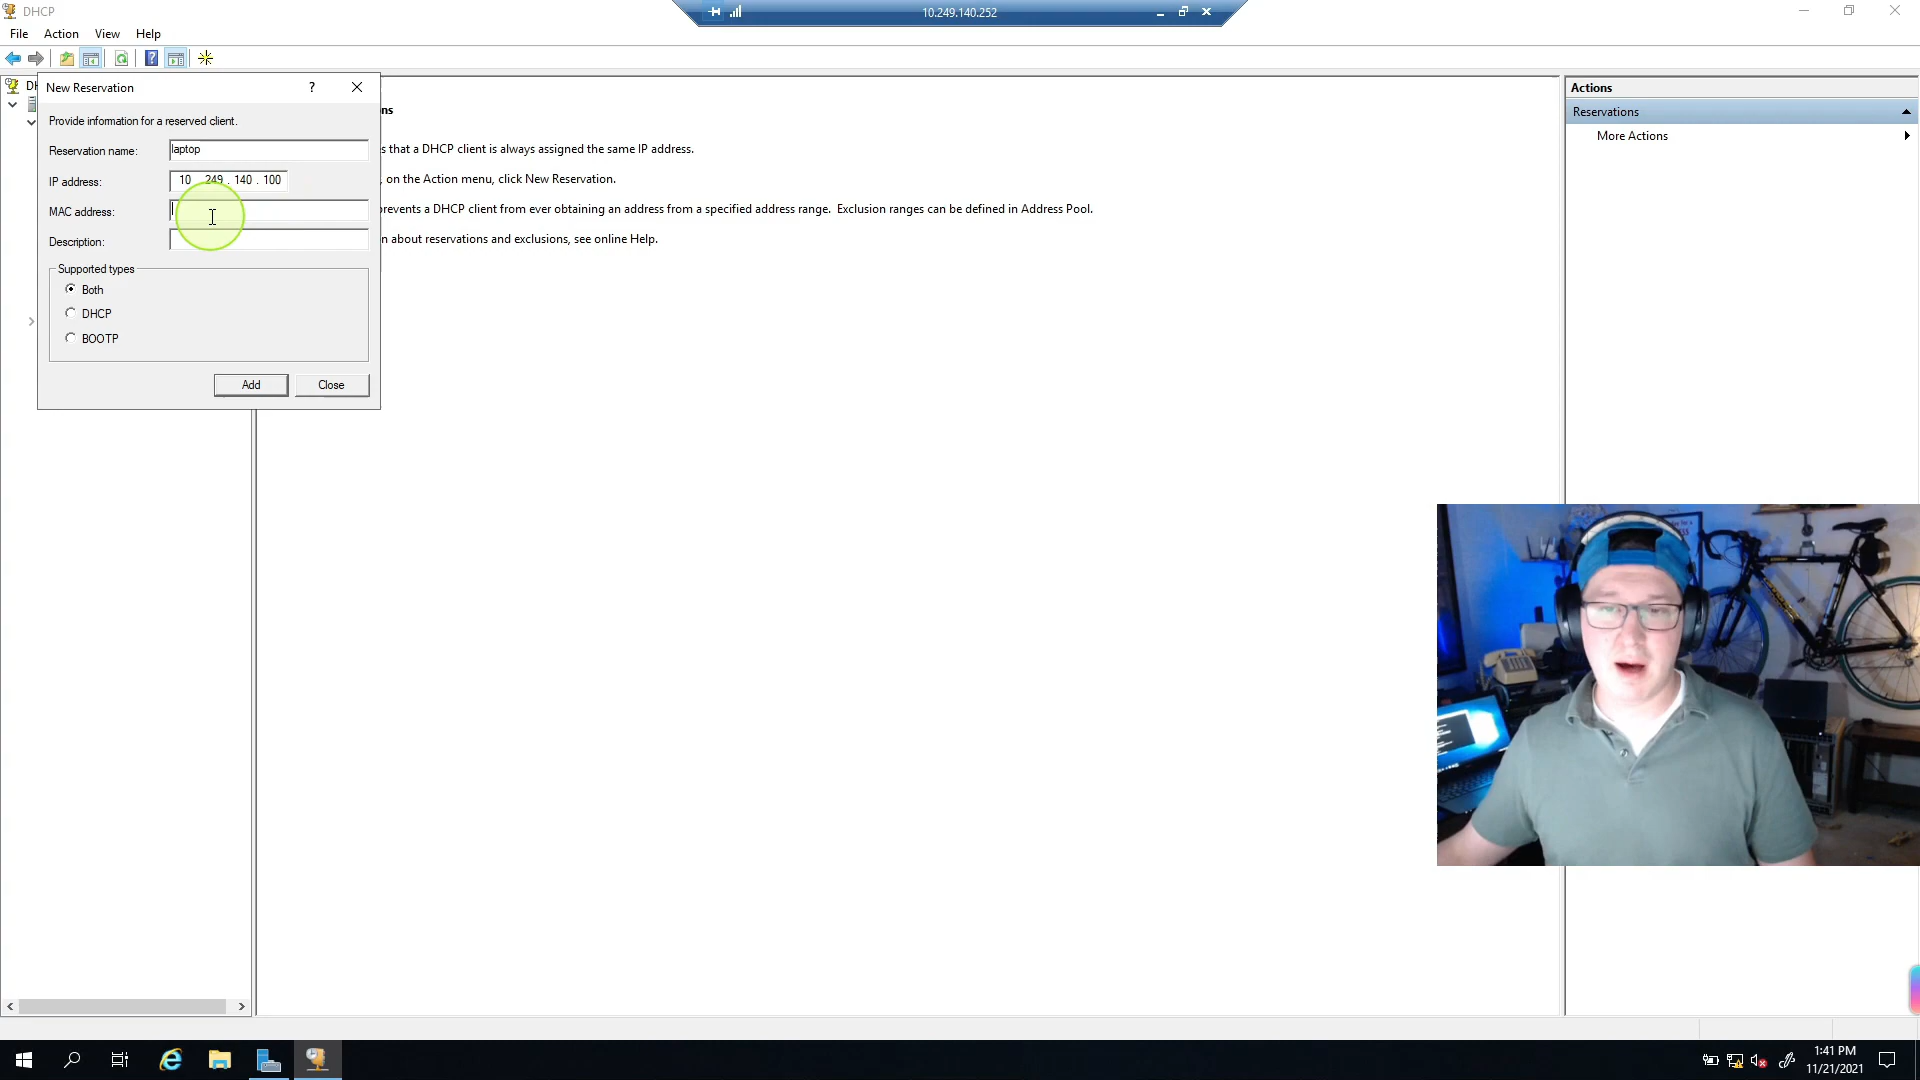 DHCP
10.249.140.252
File Action View Help
DH
New Reservation
?
Provide information for a reserved client.
Reservation name: laptop
IP address: 10 . 249 . 140 . 100
MAC address:
Description:
Supported types
Both
DHCP
BOOTP
Add Close
ns
s that a DHCP client is always assigned the same IP address.
, on the Action menu, click New Reservation.
revents a DHCP client from ever obtaining an address from a specified address range. Exclusion ranges can be defined in Address Pool.
n about reservations and exclusions, see online Help.
Actions
Reservations
More Actions
1:41 PM
11/21/2021